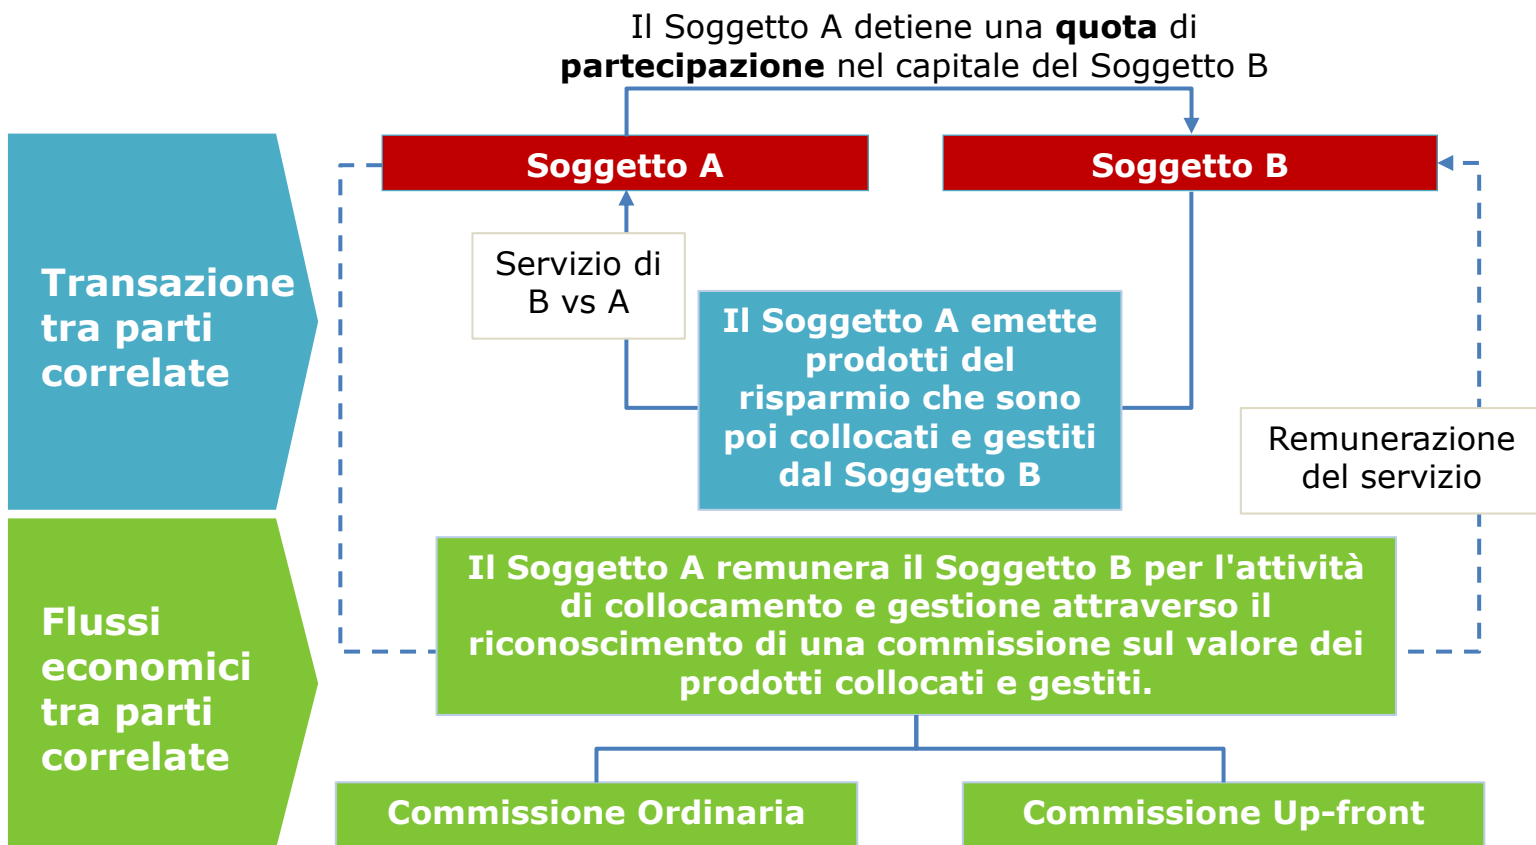 Il Soggetto A detiene una quota di
partecipazione nel capitale del Soggetto B
Soggetto A
Soggetto B
Transazione
tra parti
correlate
Servizio di
B vs A
Il Soggetto A emette
prodotti del
risparmio che sono
poi collocati e gestiti
dal Soggetto B
Remunerazione
del servizio
Flussi
economici
tra parti
correlate
Il Soggetto A remunera il Soggetto B per l'attività
di collocamento e gestione attraverso il
riconoscimento di una commissione sul valore dei
prodotti collocati e gestiti.
Commissione Ordinaria
Commissione Up-front